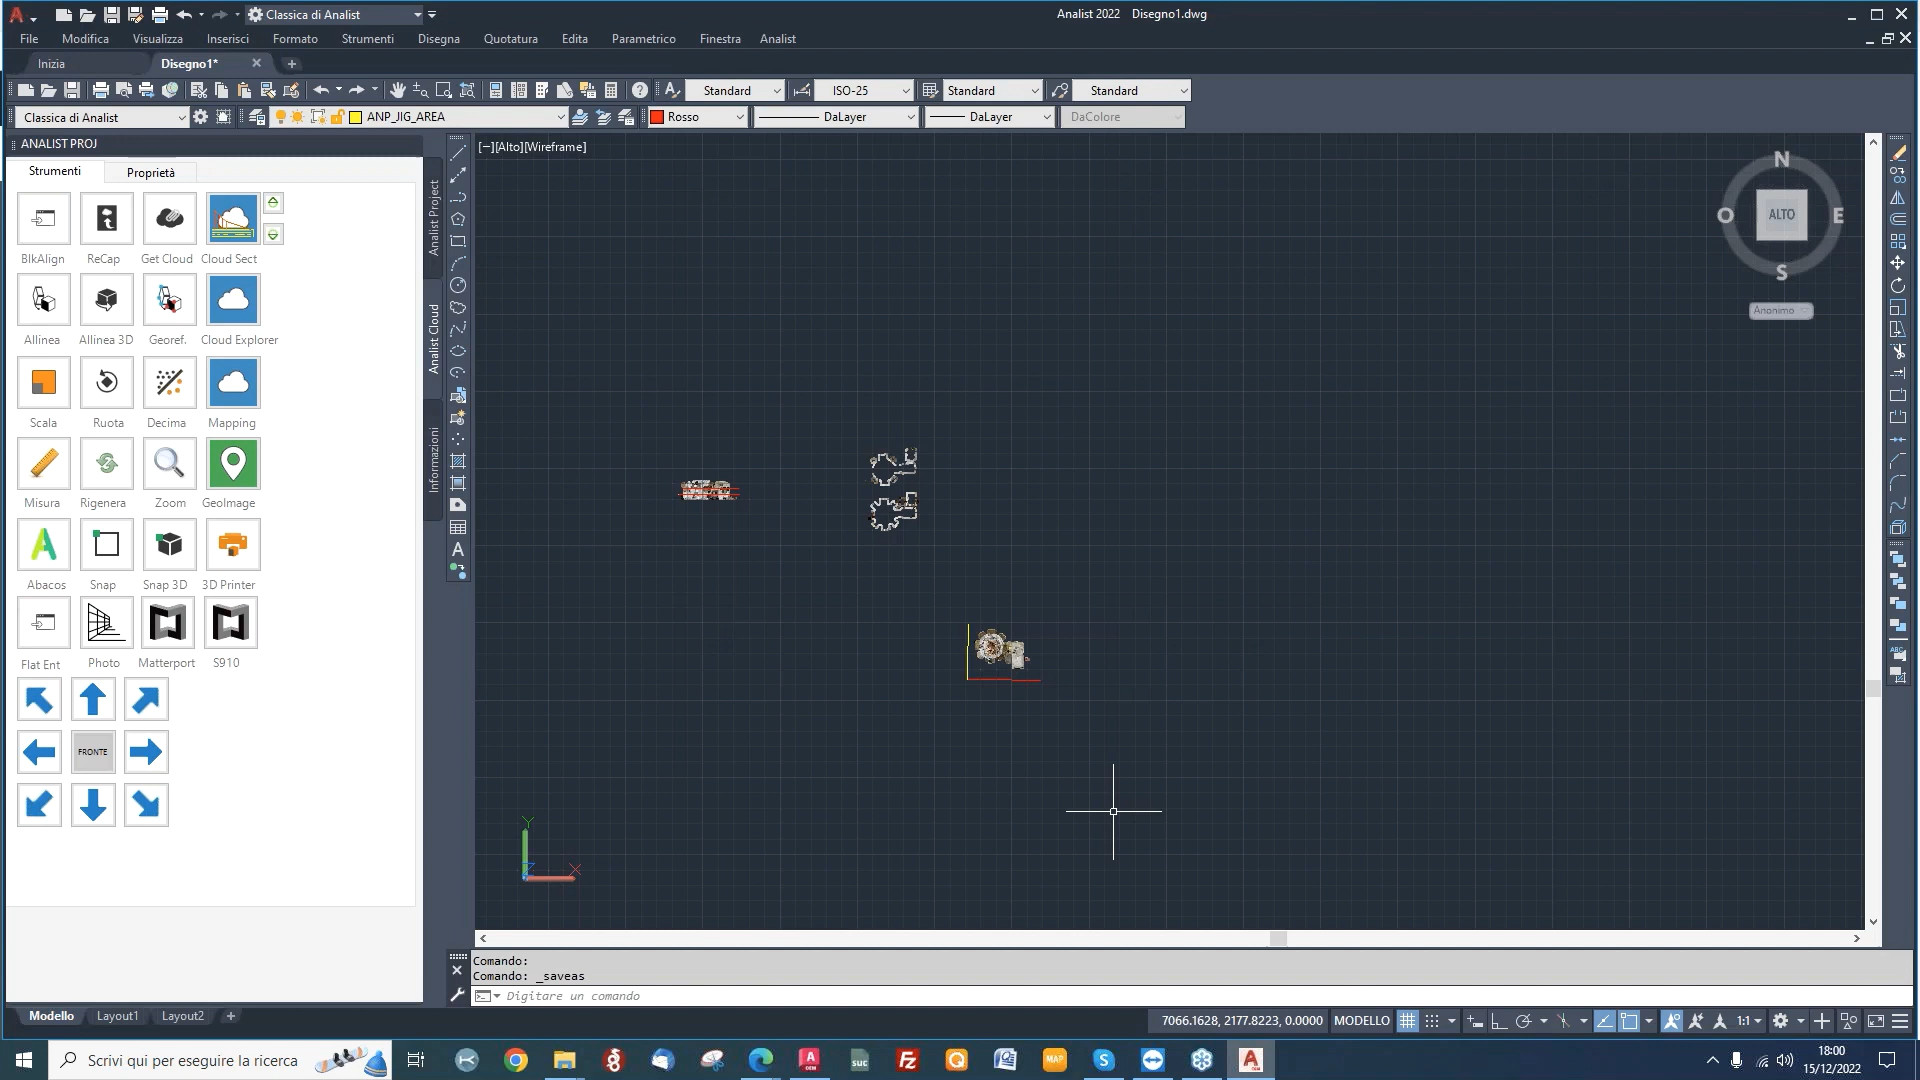 Classica di Analist
Analist 2022 Disegno1.dwg
File Modifica Visualizza Inserisci Formato Strumenti Disegna Quotatura Edita Parametrico Finestra Analist
Inizia Disegno1*
Standard ISO-25 Standard Standard
Classica di Analist ANP_JIG_AREA Rosso DaLayer DaLayer DaColore
ANALIST PROJ
Strumenti Proprietà
[−][Alto][Wireframe]
BlkAlign ReCap Get Cloud Cloud Sect
Allinea Allinea 3D Georef. Cloud Explorer
Scala Ruota Decima Mapping
Misura Rigenera Zoom GeoImage
Abacos Snap Snap 3D 3D Printer
Flat Ent Photo Matterport S910
FRONTE
Analist Project
Analist Cloud
Informazioni
N
O ALTO E
S
Anonimo
Y
X
Comando:
Comando: _saveas
Digitare un comando
Modello Layout1 Layout2
7066.1628, 2177.8223, 0.0000 MODELLO 1:1
Scrivi qui per eseguire la ricerca
18:00
15/12/2022